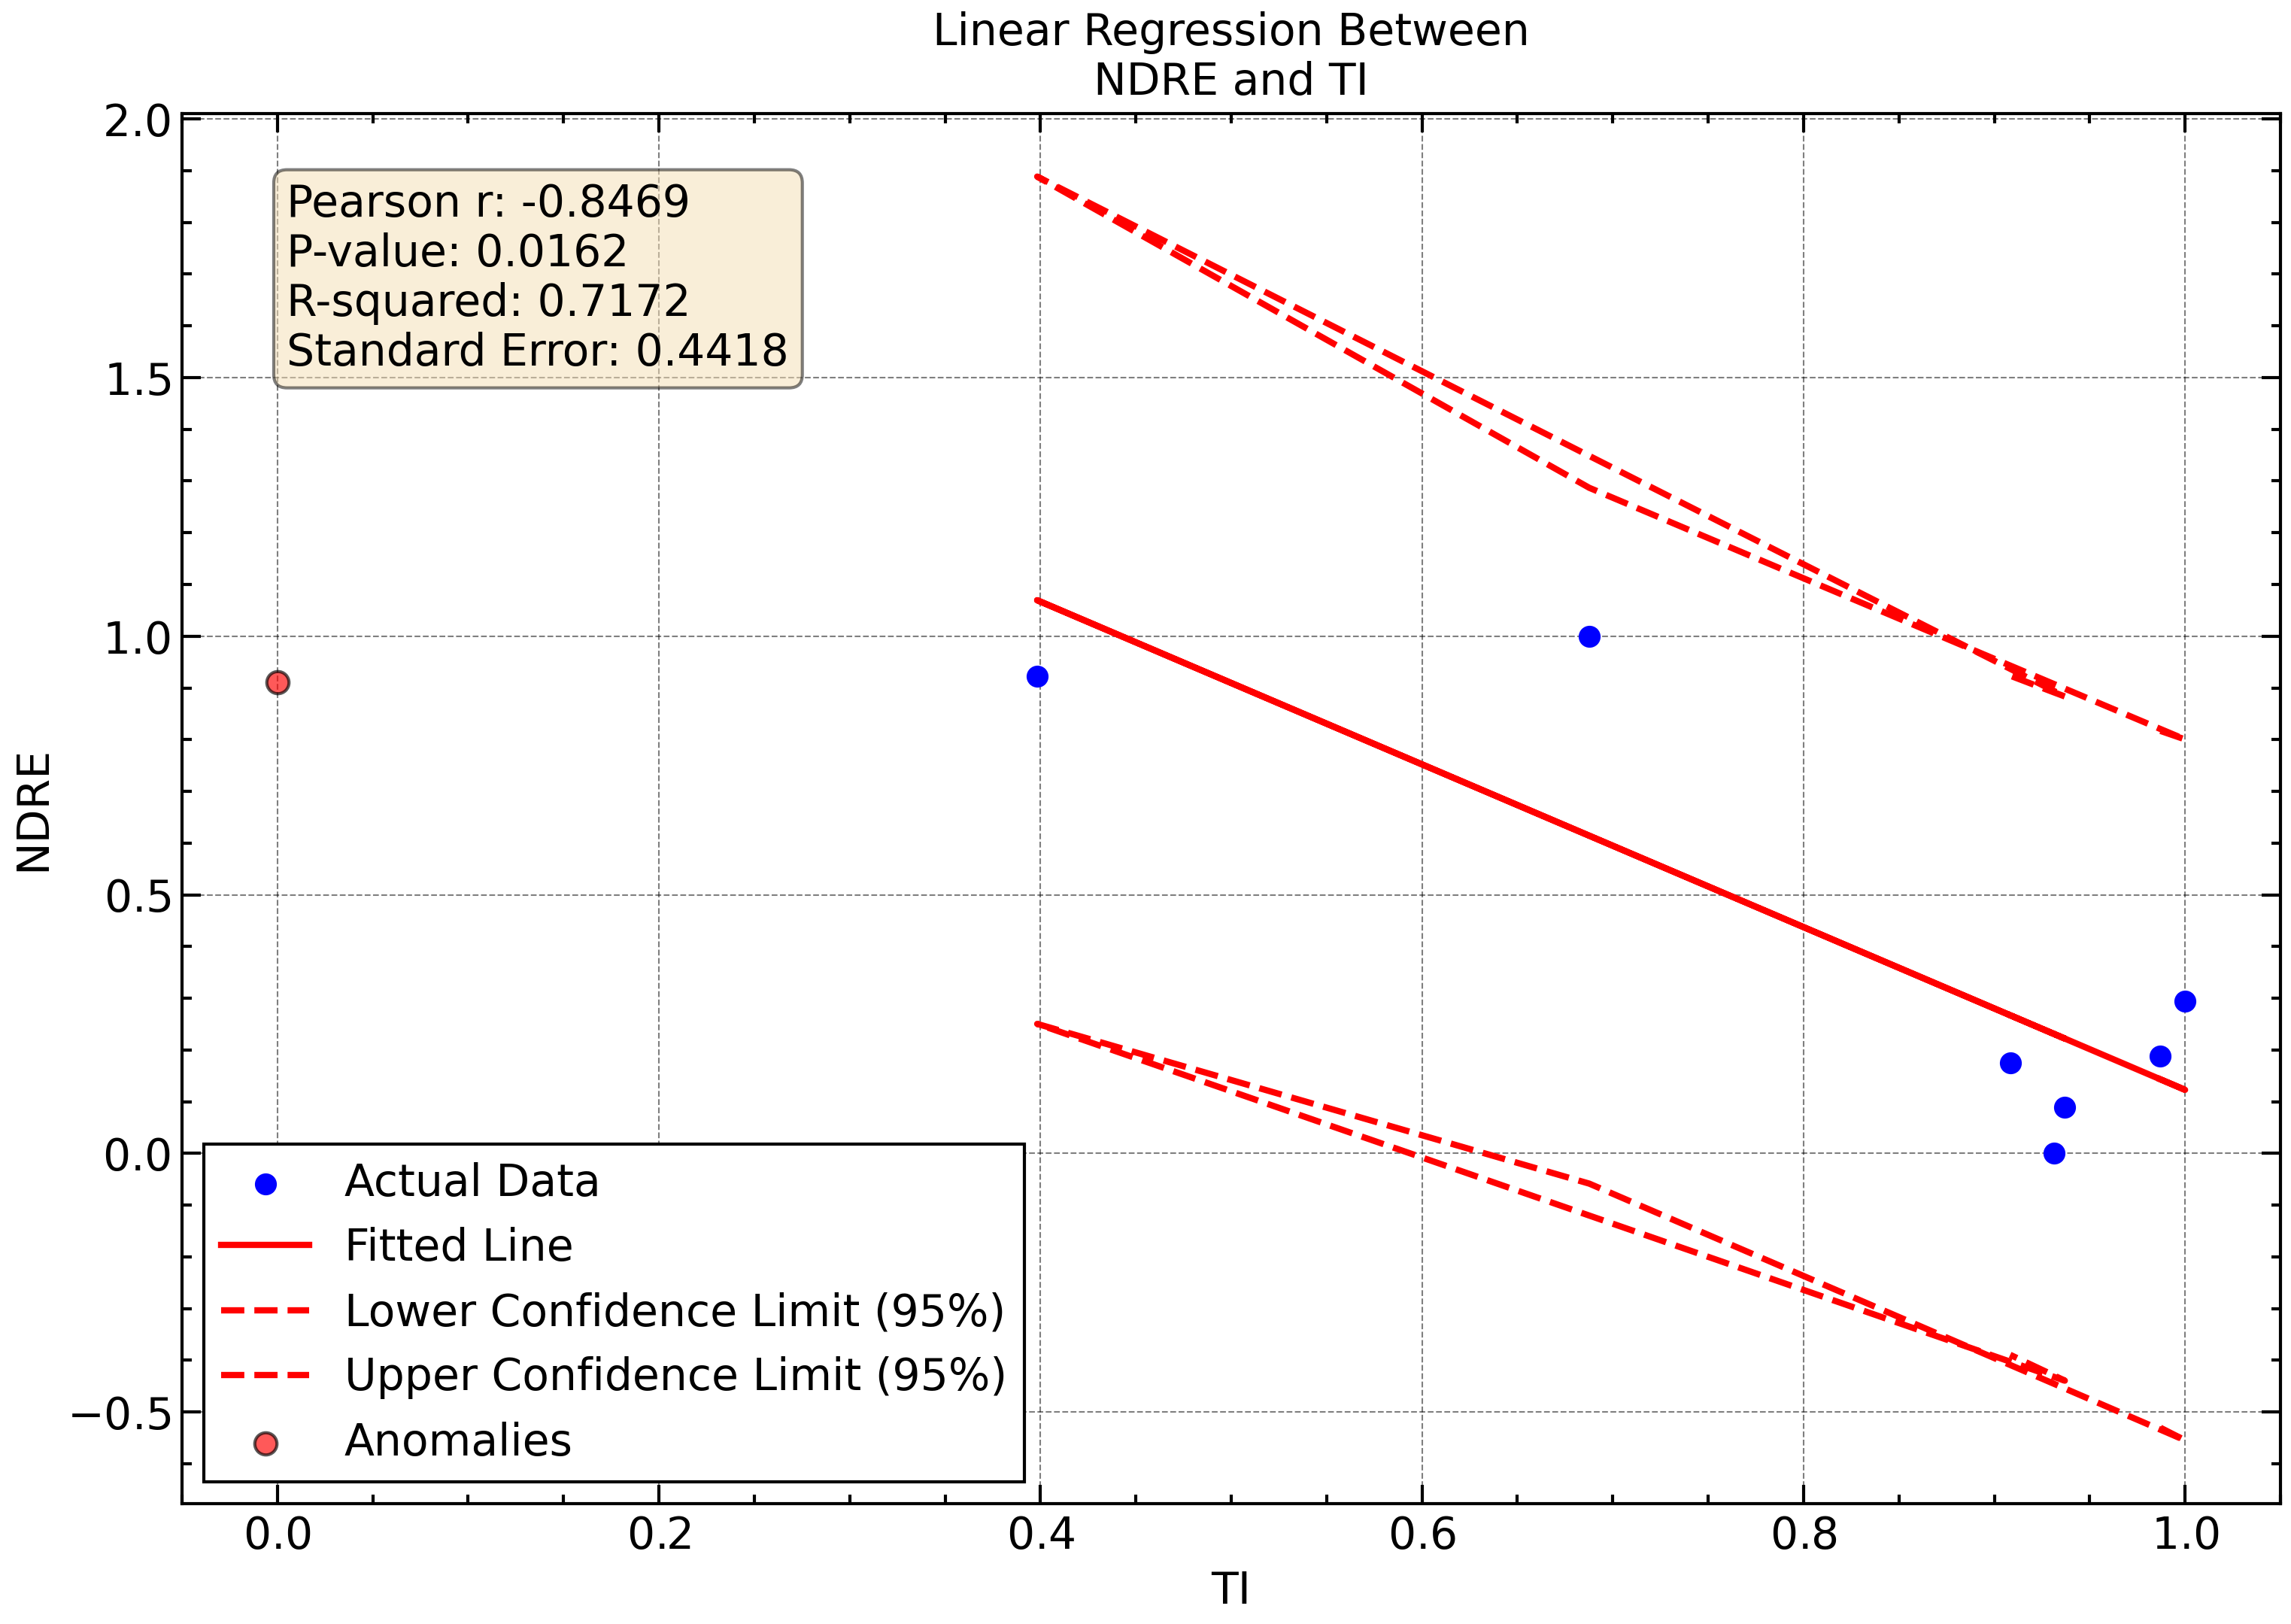 Linear Regression Between
NDRE and TI
Pearson r: -0.8469
P-value: 0.0162
R-squared: 0.7172
Standard Error: 0.4418
2.0
1.5
1.0
0.5
0.0
−0.5
NDRE
Actual Data
Fitted Line
Lower Confidence Limit (95%)
Upper Confidence Limit (95%)
Anomalies
0.0 0.2 0.4 0.6 0.8 1.0
TI